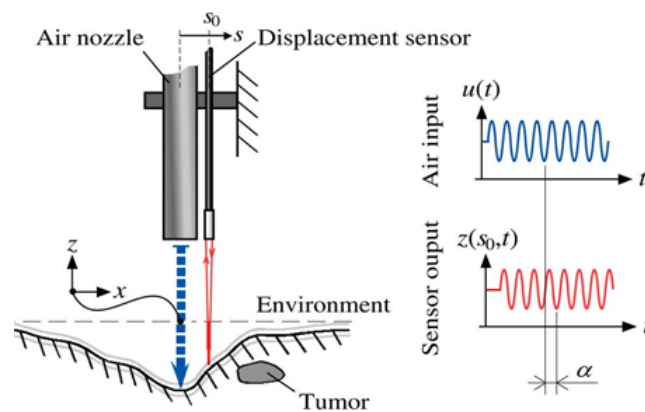 s₀
s
Air nozzle
Displacement sensor
u(t)
Air input
t
z
x
Environment
z(s₀,t)
Sensor ouput
t
α
Tumor